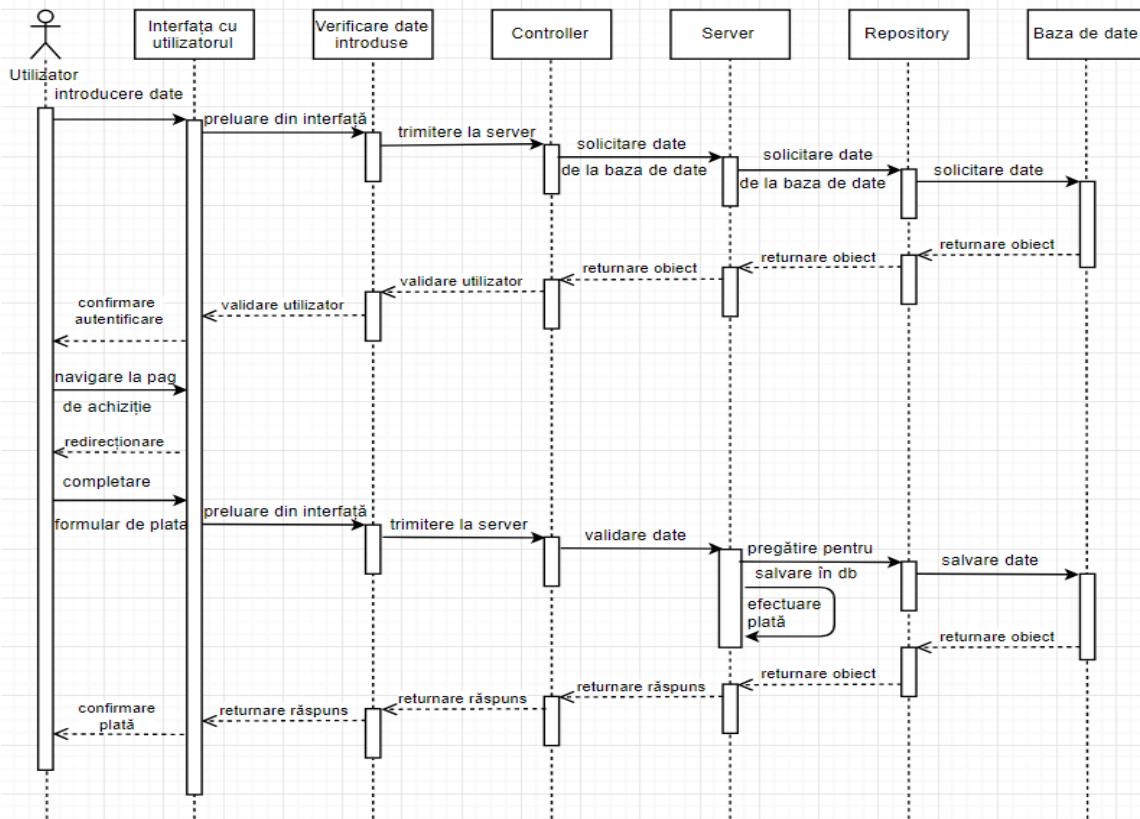 Interfața cu
utilizatorul
Verificare date
introduse
Controller
Server
Repository
Baza de date
Utilizator
introducere date
preluare din interfață
trimitere la server
solicitare date
de la baza de date
solicitare date
de la baza de date
solicitare date
returnare obiect
returnare obiect
returnare obiect
validare utilizator
validare utilizator
confirmare
autentificare
navigare la pag
de achiziție
redirecționare
completare
formular de plata
preluare din interfață
trimitere la server
validare date
pregătire pentru
salvare în db
salvare date
efectuare
plată
returnare obiect
returnare obiect
returnare răspuns
returnare răspuns
returnare răspuns
confirmare
plată